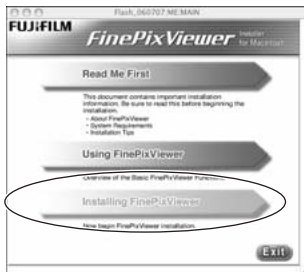 Flash_060707 ME:MAIN
FUJIFILM
FinePixViewer Installer for Macintosh
Read Me First
This document contains important installation
information. Be sure to read this before beginning the
installation.
- About FinePixViewer
- System Requirements
- Installation Tips
Using FinePixViewer
Overview of the Basic FinePixViewer Functions.
Installing FinePixViewer
Now begin FinePixViewer installation.
Exit